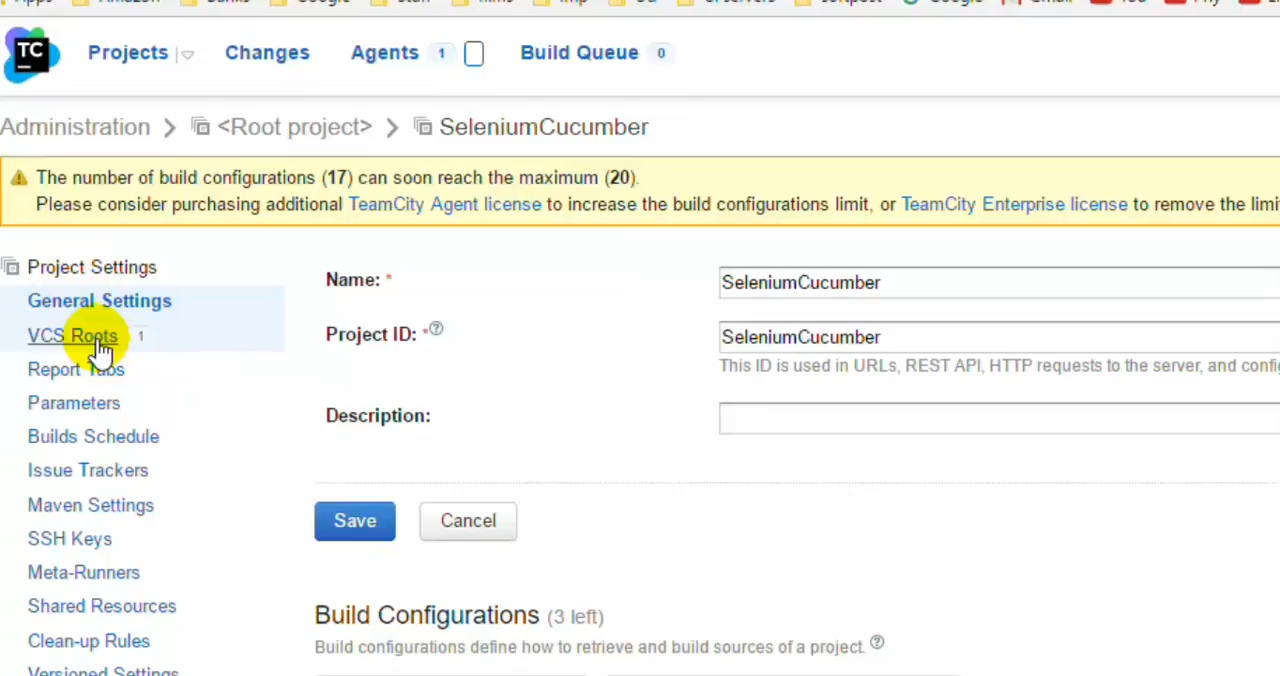 TC
Projects
Changes
Agents 1
Build Queue 0
Administration
<Root project>
SeleniumCucumber
The number of build configurations (17) can soon reach the maximum (20).
Please consider purchasing additional TeamCity Agent license to increase the build configurations limit, or TeamCity Enterprise license to remove the limi
Project Settings
General Settings
VCS Roots 1
Report Tabs
Parameters
Builds Schedule
Issue Trackers
Maven Settings
SSH Keys
Meta-Runners
Shared Resources
Clean-up Rules
Versioned Settings
Name: *
SeleniumCucumber
Project ID: * ?
SeleniumCucumber
This ID is used in URLs, REST API, HTTP requests to the server, and config
Description:
Save
Cancel
Build Configurations (3 left)
Build configurations define how to retrieve and build sources of a project. ?